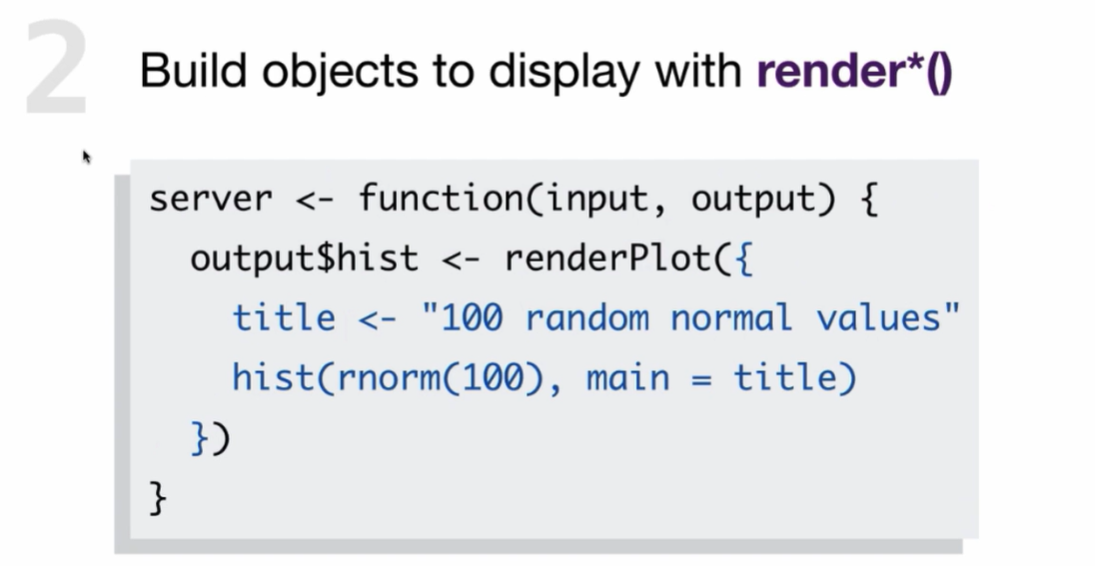 2
Build objects to display with render*()
server <- function(input, output) {
  output$hist <- renderPlot({
    title <- "100 random normal values"
    hist(rnorm(100), main = title)
  })
}